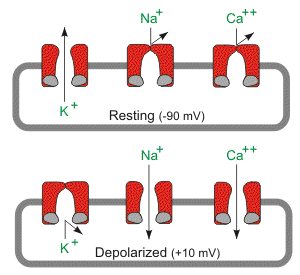 Na⁺ Ca⁺⁺
K⁺
Resting (-90 mV)
Na⁺ Ca⁺⁺
K⁺
Depolarized (+10 mV)